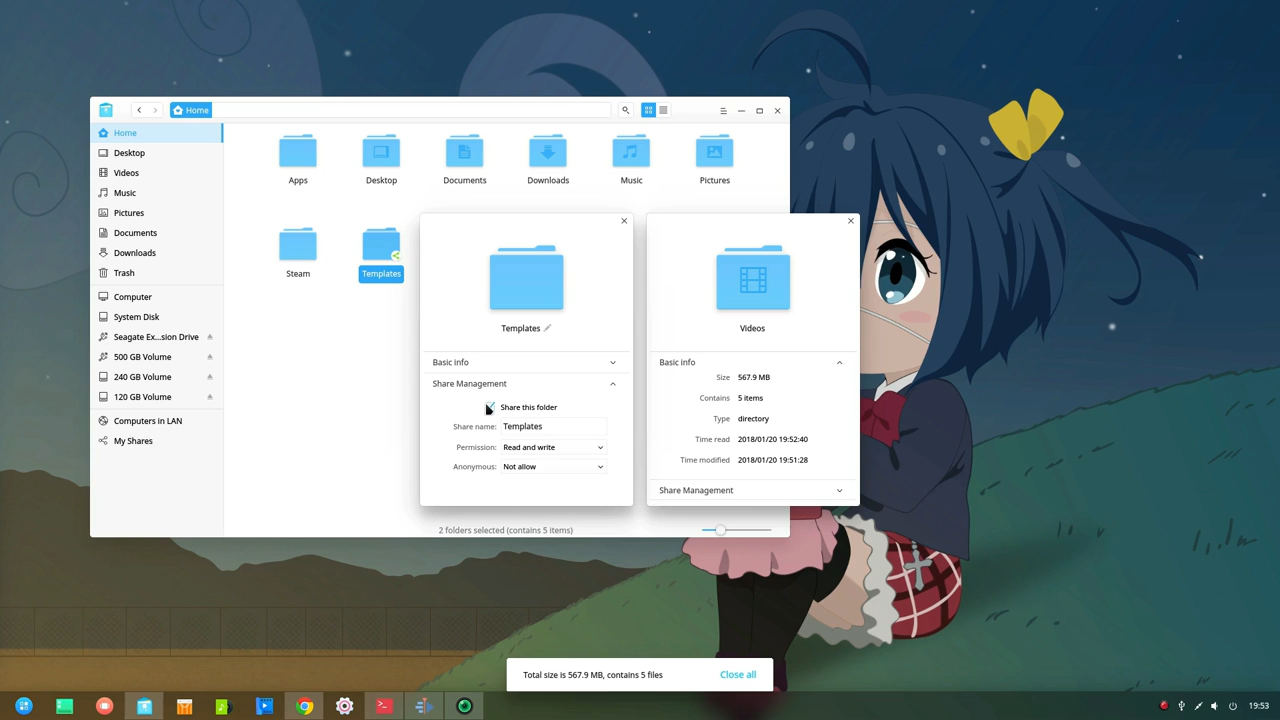 Home
Home
Desktop
Videos
Music
Pictures
Documents
Downloads
Trash
Computer
System Disk
Seagate Ex...sion Drive
500 GB Volume
240 GB Volume
120 GB Volume
Computers in LAN
My Shares
Apps
Desktop
Documents
Downloads
Music
Pictures
Steam
Templates
Templates
Basic info
Share Management
Share this folder
Share name: Templates
Permission: Read and write
Anonymous: Not allow
Videos
Basic info
Size 567.9 MB
Contains 5 items
Type directory
Time read 2018/01/20 19:52:40
Time modified 2018/01/20 19:51:28
Share Management
2 folders selected (contains 5 items)
Total size is 567.9 MB, contains 5 files Close all
19:53